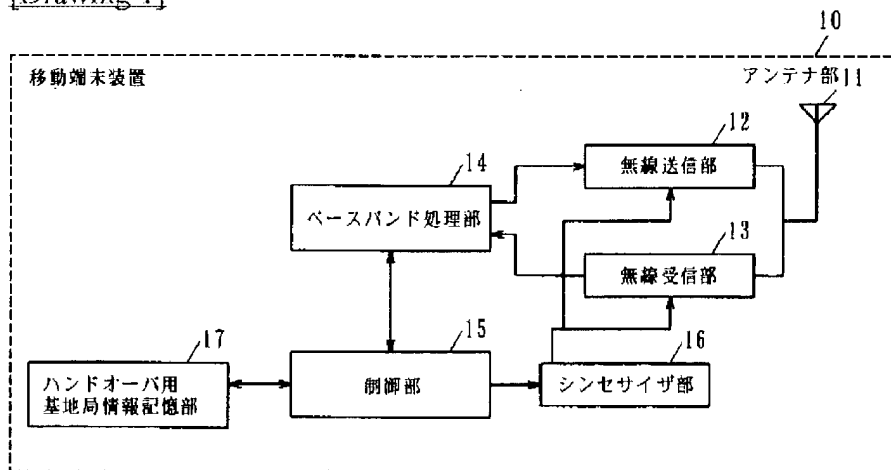 [Drawing 1]
10
移動端末装置
アンテナ部
11
12
無線送信部
14
ベースバンド処理部
13
無線受信部
15
制御部
16
シンセサイザ部
17
ハンドオーバ用
基地局情報記憶部